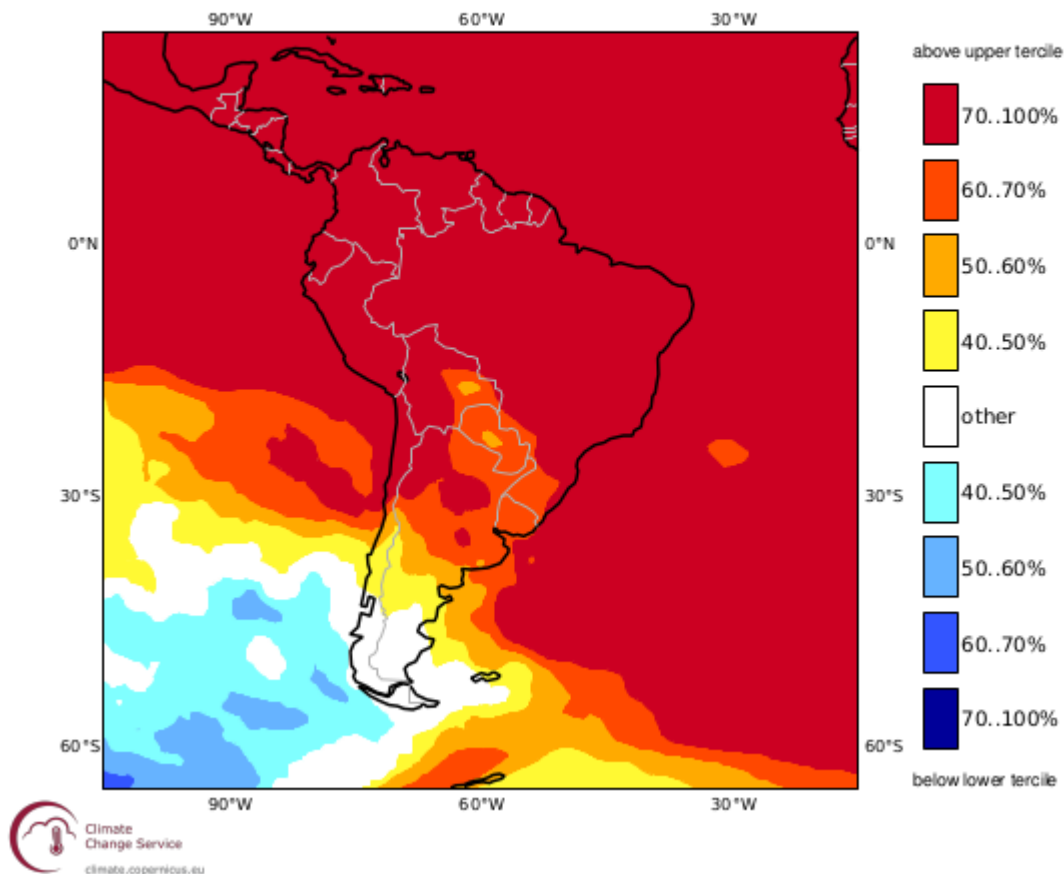 90°W 60°W 30°W
above upper tercile
70..100%
60..70%
50..60%
40..50%
other
40..50%
50..60%
60..70%
70..100%
below lower tercile
0°N 0°N
30°S 30°S
60°S 60°S
90°W 60°W 30°W
Climate
Change Service
climate.copernicus.eu